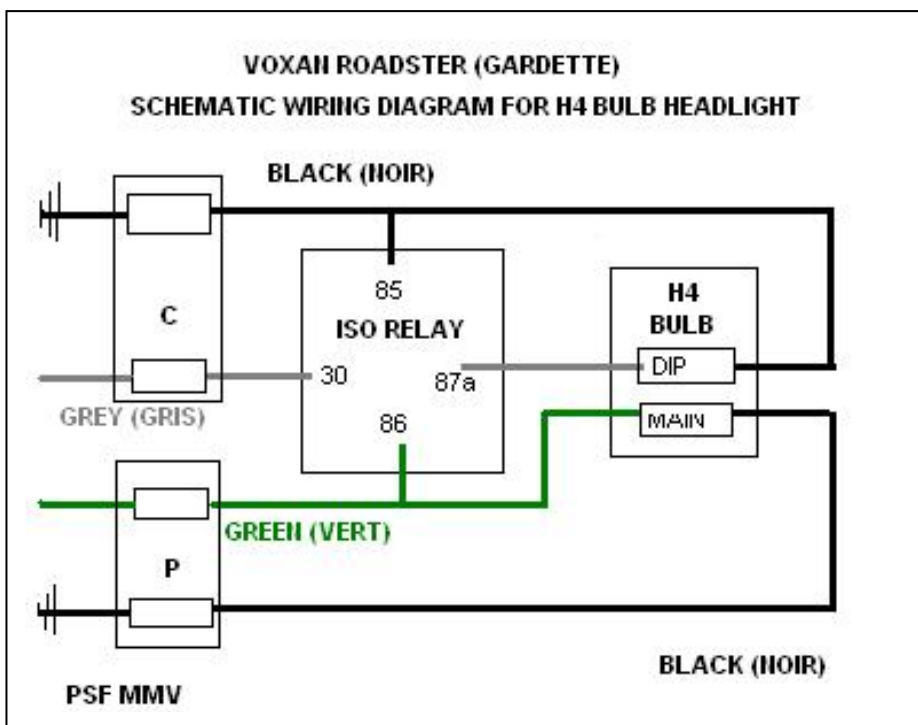 VOXAN ROADSTER (GARDETTE)
SCHEMATIC WIRING DIAGRAM FOR H4 BULB HEADLIGHT
BLACK (NOIR)
C
85
ISO RELAY
30
87a
86
H4
BULB
DIP
MAIN
GREY (GRIS)
GREEN (VERT)
P
BLACK (NOIR)
PSF MMV